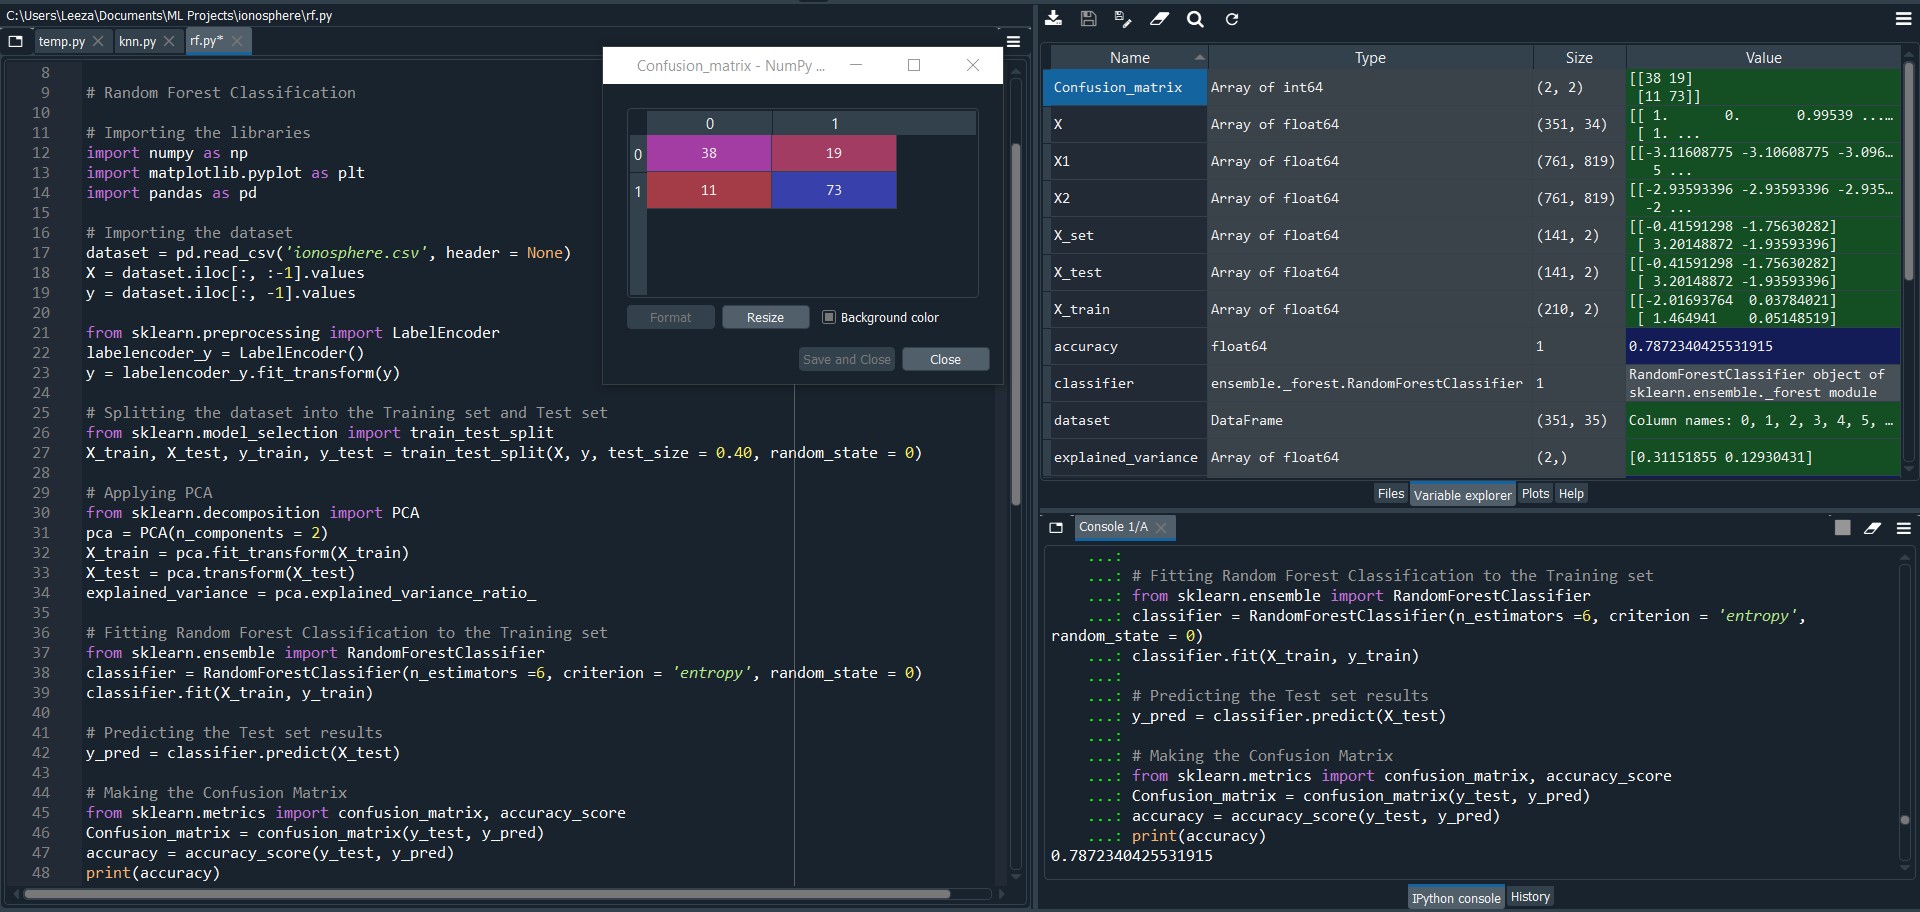 C:\Users\Leeza\Documents\ML Projects\ionosphere\rf.py
temp.py knn.py rf.py*
8
9 # Random Forest Classification
10
11 # Importing the libraries
12 import numpy as np
13 import matplotlib.pyplot as plt
14 import pandas as pd
15
16 # Importing the dataset
17 dataset = pd.read_csv('ionosphere.csv', header = None)
18 X = dataset.iloc[:, :-1].values
19 y = dataset.iloc[:, -1].values
20
21 from sklearn.preprocessing import LabelEncoder
22 labelencoder_y = LabelEncoder()
23 y = labelencoder_y.fit_transform(y)
24
25 # Splitting the dataset into the Training set and Test set
26 from sklearn.model_selection import train_test_split
27 X_train, X_test, y_train, y_test = train_test_split(X, y, test_size = 0.40, random_state = 0)
28
29 # Applying PCA
30 from sklearn.decomposition import PCA
31 pca = PCA(n_components = 2)
32 X_train = pca.fit_transform(X_train)
33 X_test = pca.transform(X_test)
34 explained_variance = pca.explained_variance_ratio_
35
36 # Fitting Random Forest Classification to the Training set
37 from sklearn.ensemble import RandomForestClassifier
38 classifier = RandomForestClassifier(n_estimators =6, criterion = 'entropy', random_state = 0)
39 classifier.fit(X_train, y_train)
40
41 # Predicting the Test set results
42 y_pred = classifier.predict(X_test)
43
44 # Making the Confusion Matrix
45 from sklearn.metrics import confusion_matrix, accuracy_score
46 Confusion_matrix = confusion_matrix(y_test, y_pred)
47 accuracy = accuracy_score(y_test, y_pred)
48 print(accuracy)
Confusion_matrix - NumPy ...
0 1
0 38 19
1 11 73
Format Resize Background color
Save and Close Close
Name Type Size Value
Confusion_matrix Array of int64 (2, 2) [[38 19]
[11 73]]
X Array of float64 (351, 34) [[ 1. 0. 0.99539 ...…
[ 1. ...
X1 Array of float64 (761, 819) [[-3.11608775 -3.10608775 -3.096…
5 ...
X2 Array of float64 (761, 819) [[-2.93593396 -2.93593396 -2.935…
-2 ...
X_set Array of float64 (141, 2) [[-0.41591298 -1.75630282]
[ 3.20148872 -1.93593396]
X_test Array of float64 (141, 2) [[-0.41591298 -1.75630282]
[ 3.20148872 -1.93593396]
X_train Array of float64 (210, 2) [[-2.01693764 0.03784021]
[ 1.464941 0.05148519]
accuracy float64 1 0.7872340425531915
classifier ensemble._forest.RandomForestClassifier 1 RandomForestClassifier object of
sklearn.ensemble._forest module
dataset DataFrame (351, 35) Column names: 0, 1, 2, 3, 4, 5, …
explained_variance Array of float64 (2,) [0.31151855 0.12930431]
Files Variable explorer Plots Help
Console 1/A
...:
...: # Fitting Random Forest Classification to the Training set
...: from sklearn.ensemble import RandomForestClassifier
...: classifier = RandomForestClassifier(n_estimators =6, criterion = 'entropy',
random_state = 0)
...: classifier.fit(X_train, y_train)
...:
...: # Predicting the Test set results
...: y_pred = classifier.predict(X_test)
...:
...: # Making the Confusion Matrix
...: from sklearn.metrics import confusion_matrix, accuracy_score
...: Confusion_matrix = confusion_matrix(y_test, y_pred)
...: accuracy = accuracy_score(y_test, y_pred)
...: print(accuracy)
0.7872340425531915
IPython console History